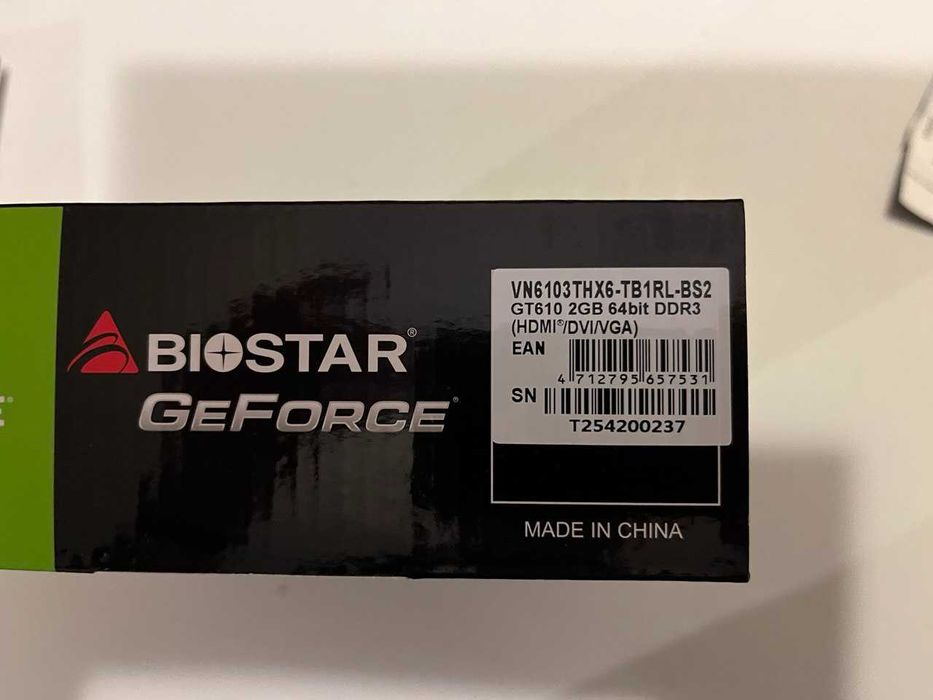 BIOSTAR®
GEFORCE®
VN6103THX6-TB1RL-BS2
GT610 2GB 64bit DDR3
(HDMI®/DVI/VGA)
EAN
4 712795 657531
SN
T254200237
MADE IN CHINA